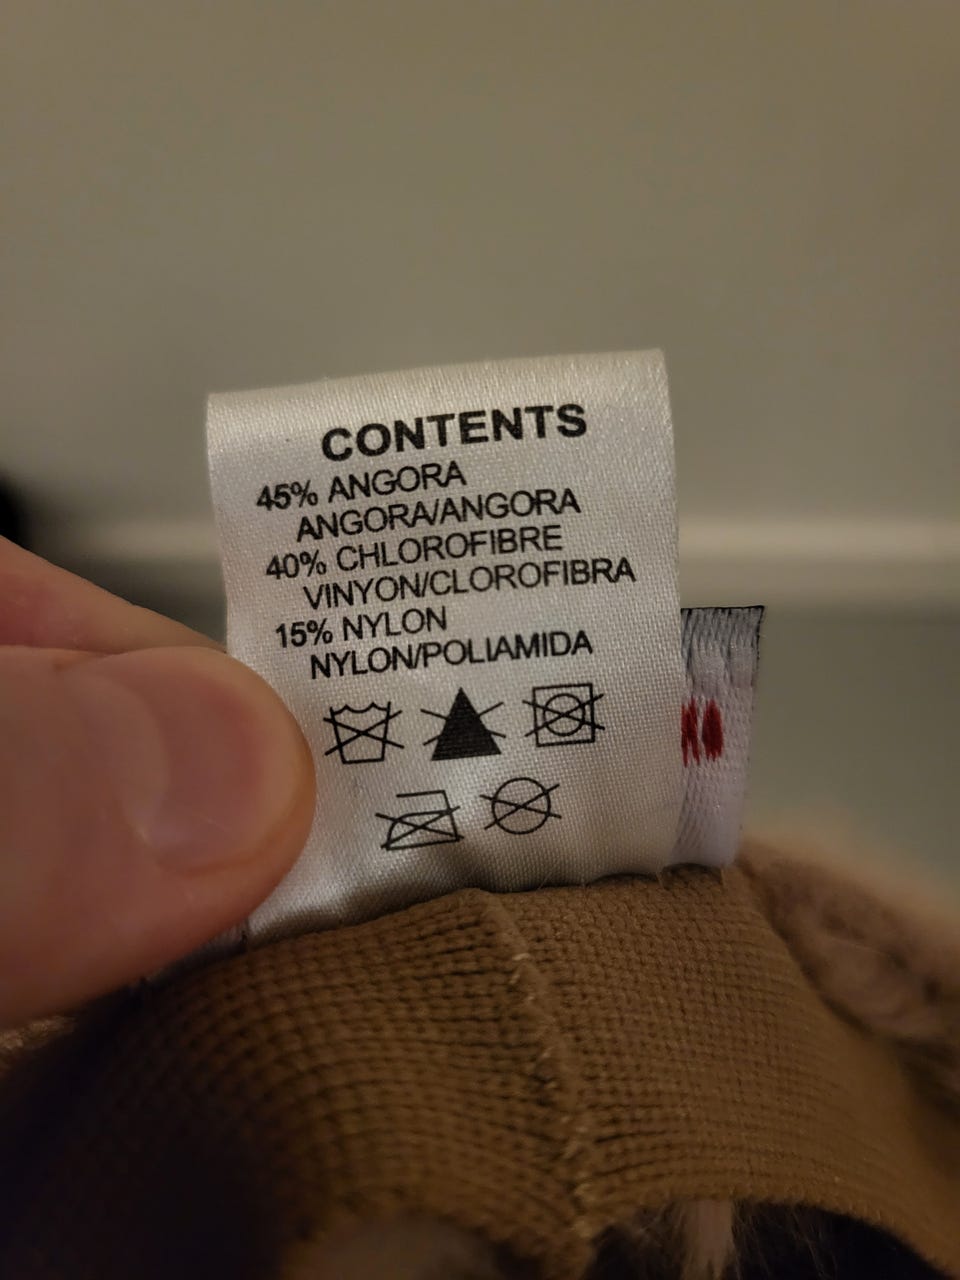 CONTENTS
45% ANGORA
ANGORA/ANGORA
40% CHLOROFIBRE
VINYON/CLOROFIBRA
15% NYLON
NYLON/POLIAMIDA